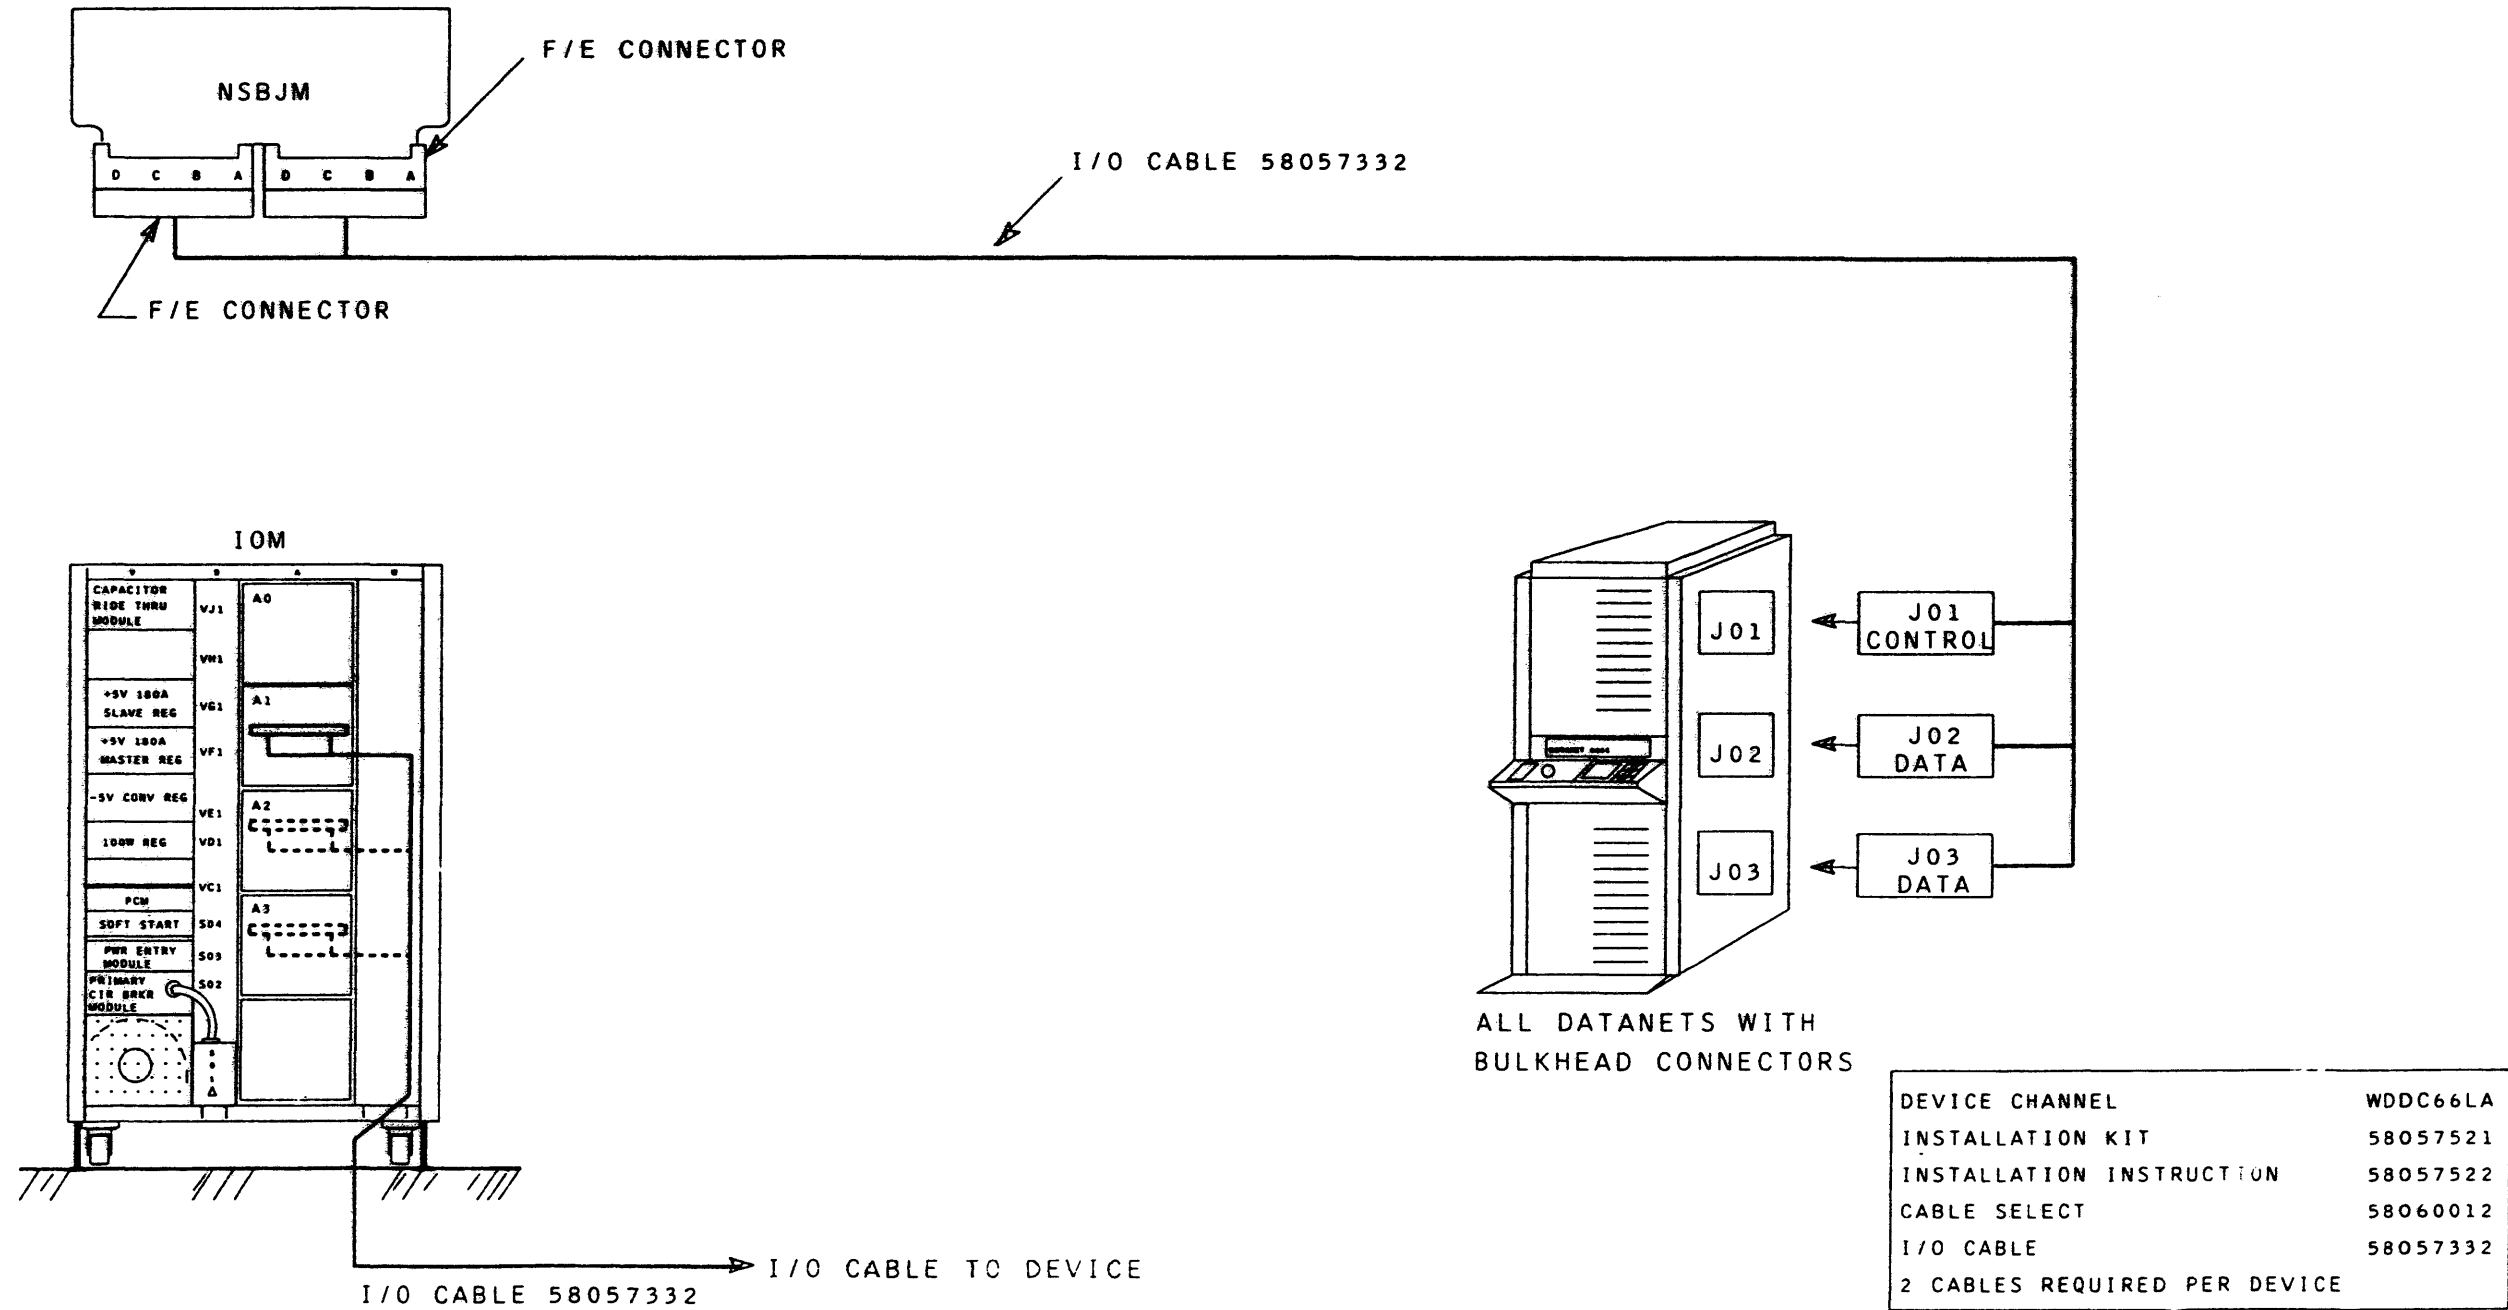 F/E CONNECTOR
NSBJM
D C B A D C B A
I/O CABLE 58057332
F/E CONNECTOR
IOM
CAPACITOR
RIDE THRU
MODULE
VJ1
A0
VH1
+5V 180A
SLAVE REG
VG1
A1
+5V 180A
MASTER REG
VF1
-5V CONV REG
VE1
A2
100W REG
VD1
VC1
PCM
A3
SOFT START
S04
PWR ENTRY
MODULE
S03
PRIMARY
CIR BRKR
MODULE
S02
J01
J02
J03
J01
CONTROL
J02
DATA
J03
DATA
ALL DATANETS WITH
BULKHEAD CONNECTORS
I/O CABLE TO DEVICE
I/O CABLE 58057332
DEVICE CHANNEL WDDC66LA
INSTALLATION KIT 58057521
INSTALLATION INSTRUCTION 58057522
CABLE SELECT 58060012
I/O CABLE 58057332
2 CABLES REQUIRED PER DEVICE